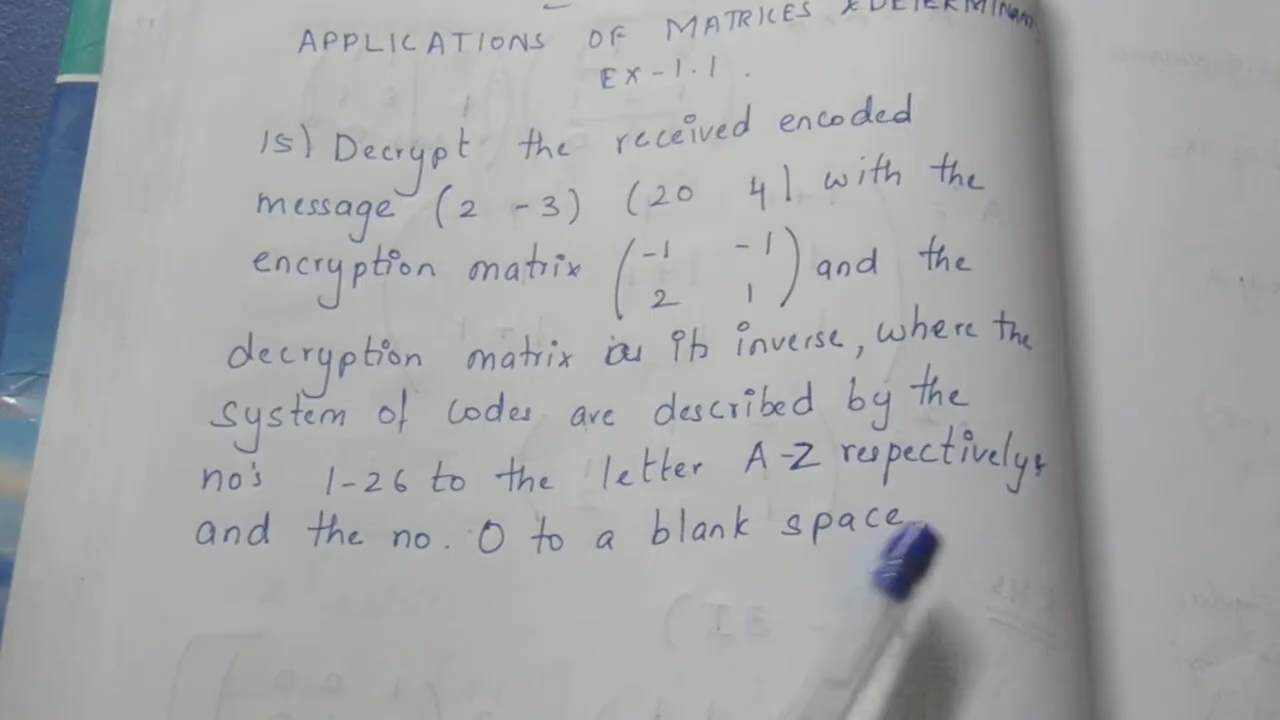 APPLICATIONS OF MATRICES & DETERMINAN
EX-1.1.
15) Decrypt the received encoded
message (2 -3) (20 4) with the
encryption matrix (-1 -1
2 1) and the
decryption matrix as its inverse, where the
system of codes are described by the
no's 1-26 to the letter A-Z respectively,
and the no. 0 to a blank space